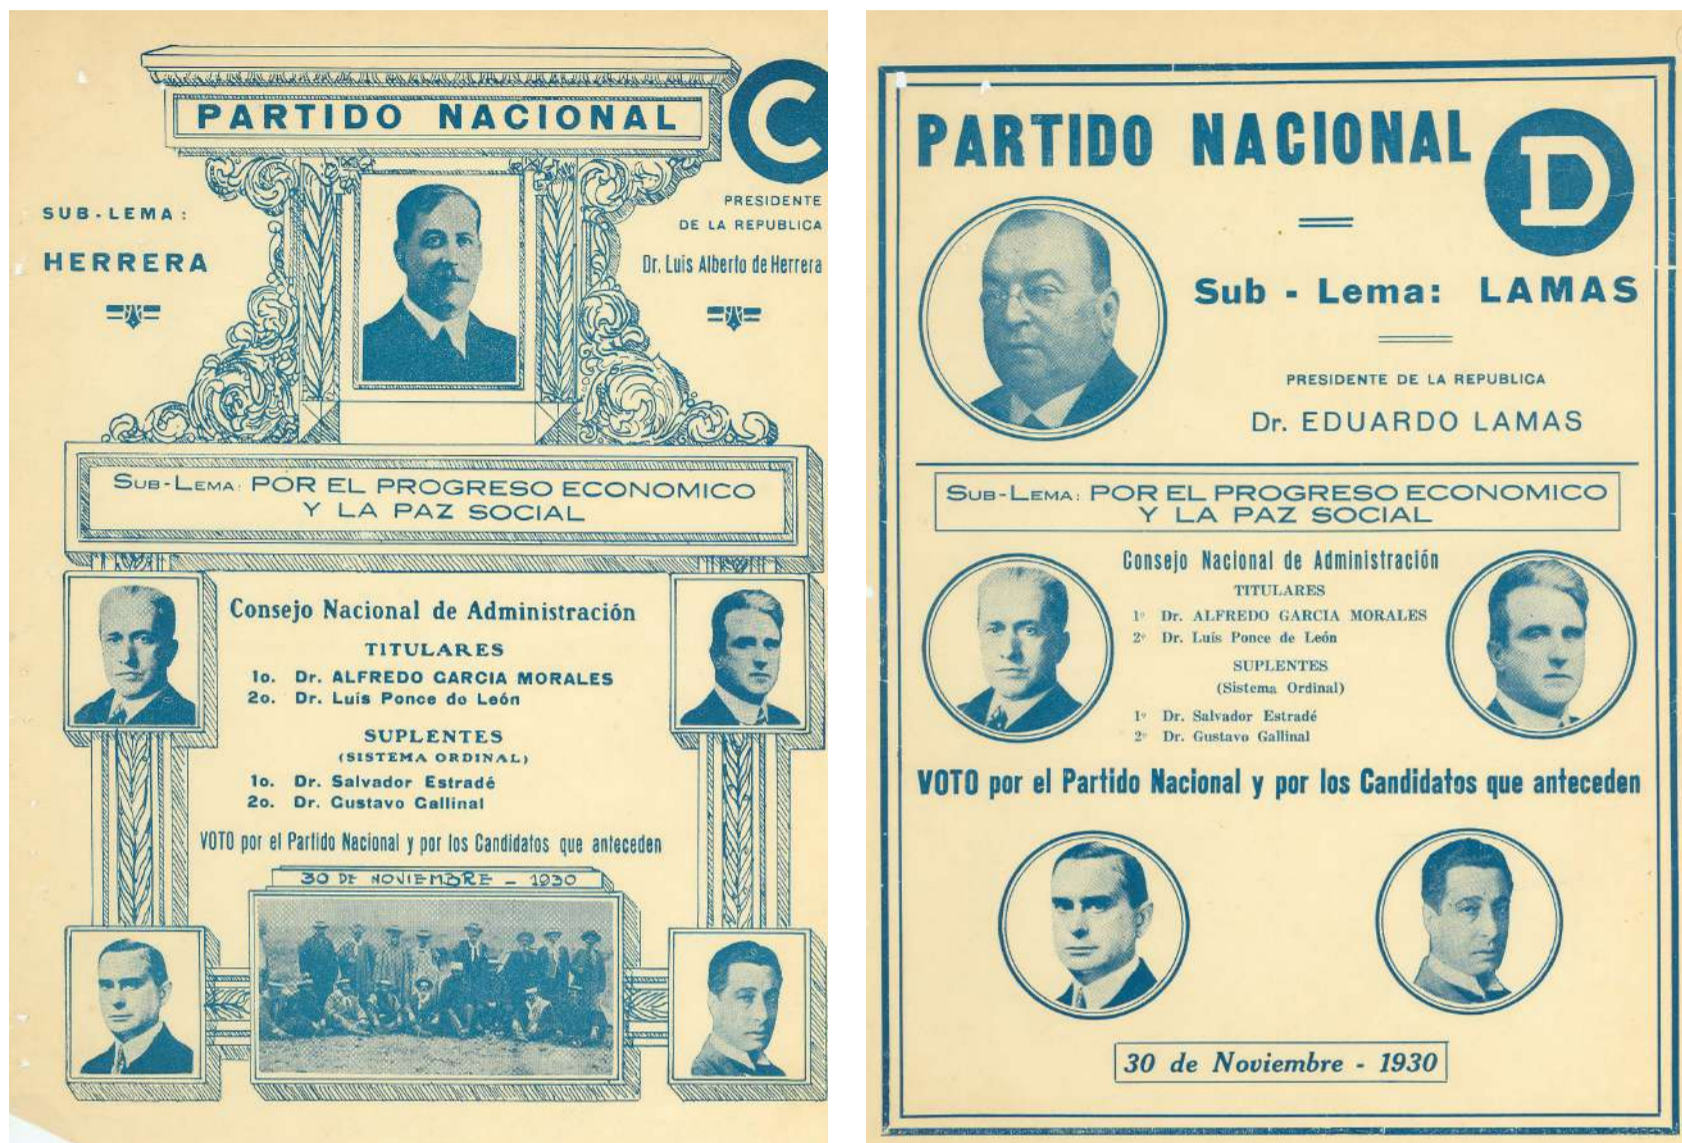 PARTIDO NACIONAL
C
SUB-LEMA:
HERRERA
PRESIDENTE
DE LA REPUBLICA
Dr. Luis Alberto de Herrera
SUB-LEMA: POR EL PROGRESO ECONOMICO
Y LA PAZ SOCIAL
Consejo Nacional de Administración
TITULARES
1o. Dr. ALFREDO GARCIA MORALES
2o. Dr. Luis Ponce de León
SUPLENTES
(SISTEMA ORDINAL)
1o. Dr. Salvador Estradé
2o. Dr. Gustavo Gallinal
VOTO por el Partido Nacional y por los Candidatos que anteceden
30 DE NOVIEMBRE - 1930
PARTIDO NACIONAL
D
Sub - Lema: LAMAS
PRESIDENTE DE LA REPUBLICA
Dr. EDUARDO LAMAS
SUB-LEMA: POR EL PROGRESO ECONOMICO
Y LA PAZ SOCIAL
Consejo Nacional de Administración
TITULARES
1º Dr. ALFREDO GARCIA MORALES
2º Dr. Luís Ponce de León
SUPLENTES
(Sistema Ordinal)
1º Dr. Salvador Estradé
2º Dr. Gustavo Gallinal
VOTO por el Partido Nacional y por los Candidatos que anteceden
30 de Noviembre - 1930